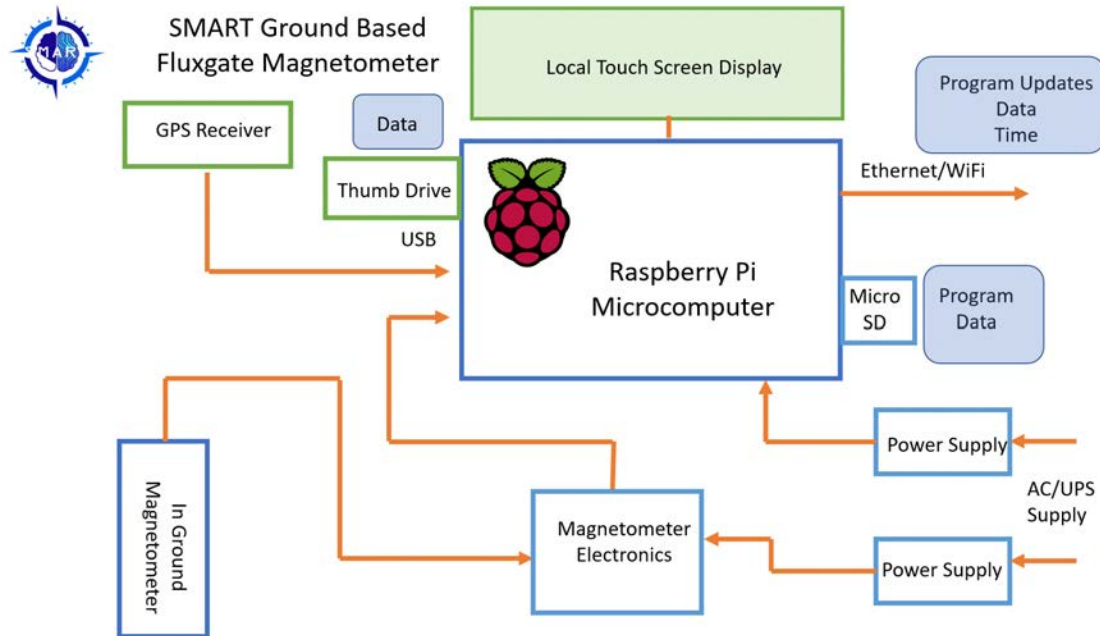 MAR
SMART Ground Based
Fluxgate Magnetometer
Local Touch Screen Display
Program Updates
Data
Time
GPS Receiver
Data
Thumb Drive
Ethernet/WiFi
USB
Raspberry Pi
Microcomputer
Micro
SD
Program
Data
In Ground
Magnetometer
Magnetometer
Electronics
Power Supply
AC/UPS
Supply
Power Supply